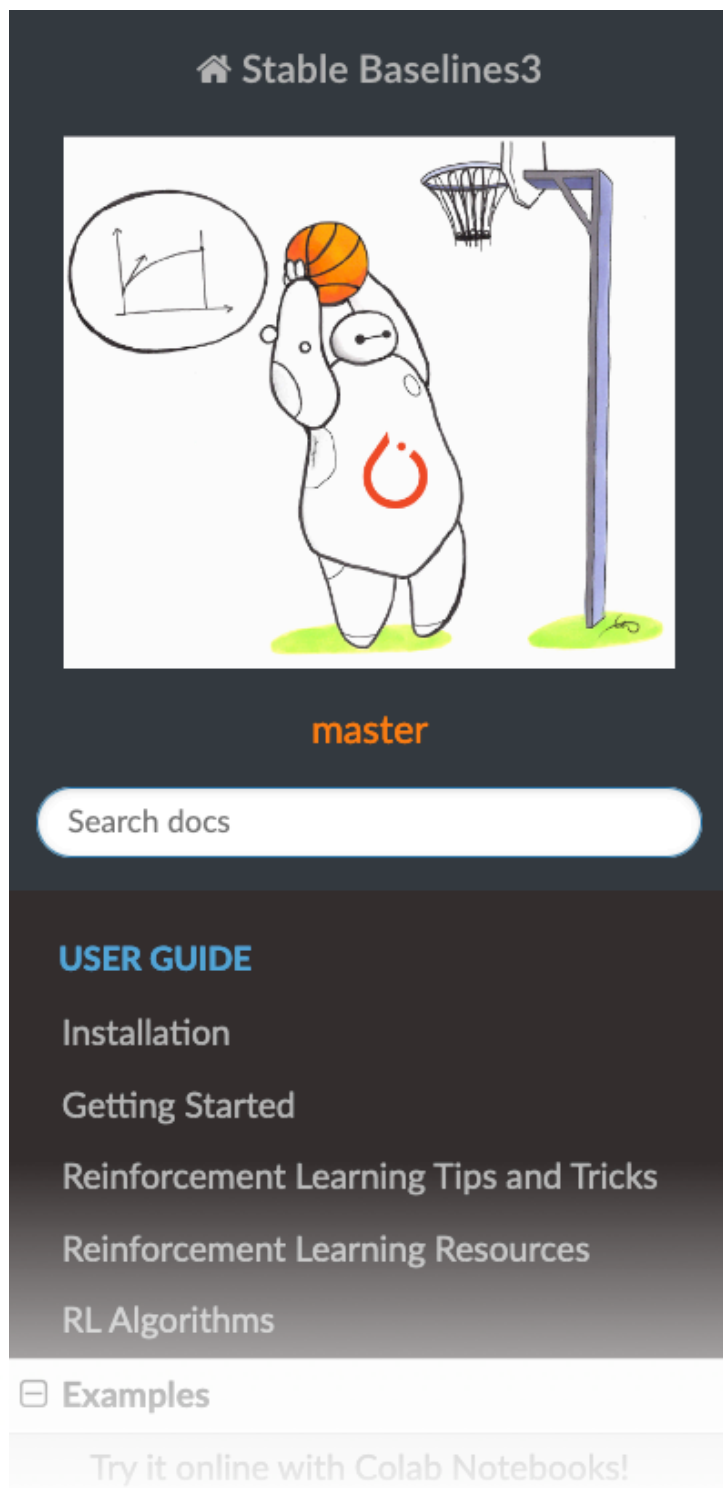 Stable Baselines3
master
Search docs
USER GUIDE
Installation
Getting Started
Reinforcement Learning Tips and Tricks
Reinforcement Learning Resources
RL Algorithms
Examples
Try it online with Colab Notebooks!